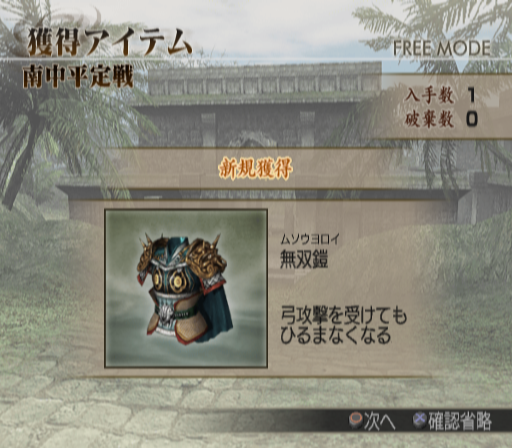 獲得アイテム
FREE MODE
南中平定戦
入手数 1
破棄数 0
新規獲得
ムソウヨロイ
無双鎧
弓攻撃を受けても
ひるまなくなる
次へ 確認省略